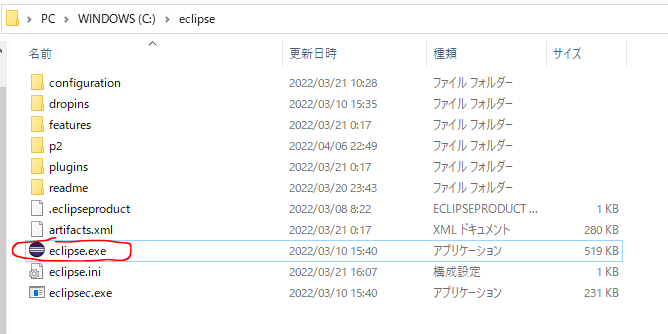 PC > WINDOWS (C:) > eclipse
名前 更新日時 種類 サイズ
configuration 2022/03/21 10:28 ファイル フォルダー
dropins 2022/03/10 15:35 ファイル フォルダー
features 2022/03/21 0:17 ファイル フォルダー
p2 2022/04/06 22:49 ファイル フォルダー
plugins 2022/03/21 0:17 ファイル フォルダー
readme 2022/03/20 23:43 ファイル フォルダー
.eclipseproduct 2022/03/08 8:22 ECLIPSEPRODUCT ... 1 KB
artifacts.xml 2022/03/21 0:17 XML ドキュメント 280 KB
eclipse.exe 2022/03/10 15:40 アプリケーション 519 KB
eclipse.ini 2022/03/21 16:07 構成設定 1 KB
eclipsec.exe 2022/03/10 15:40 アプリケーション 231 KB